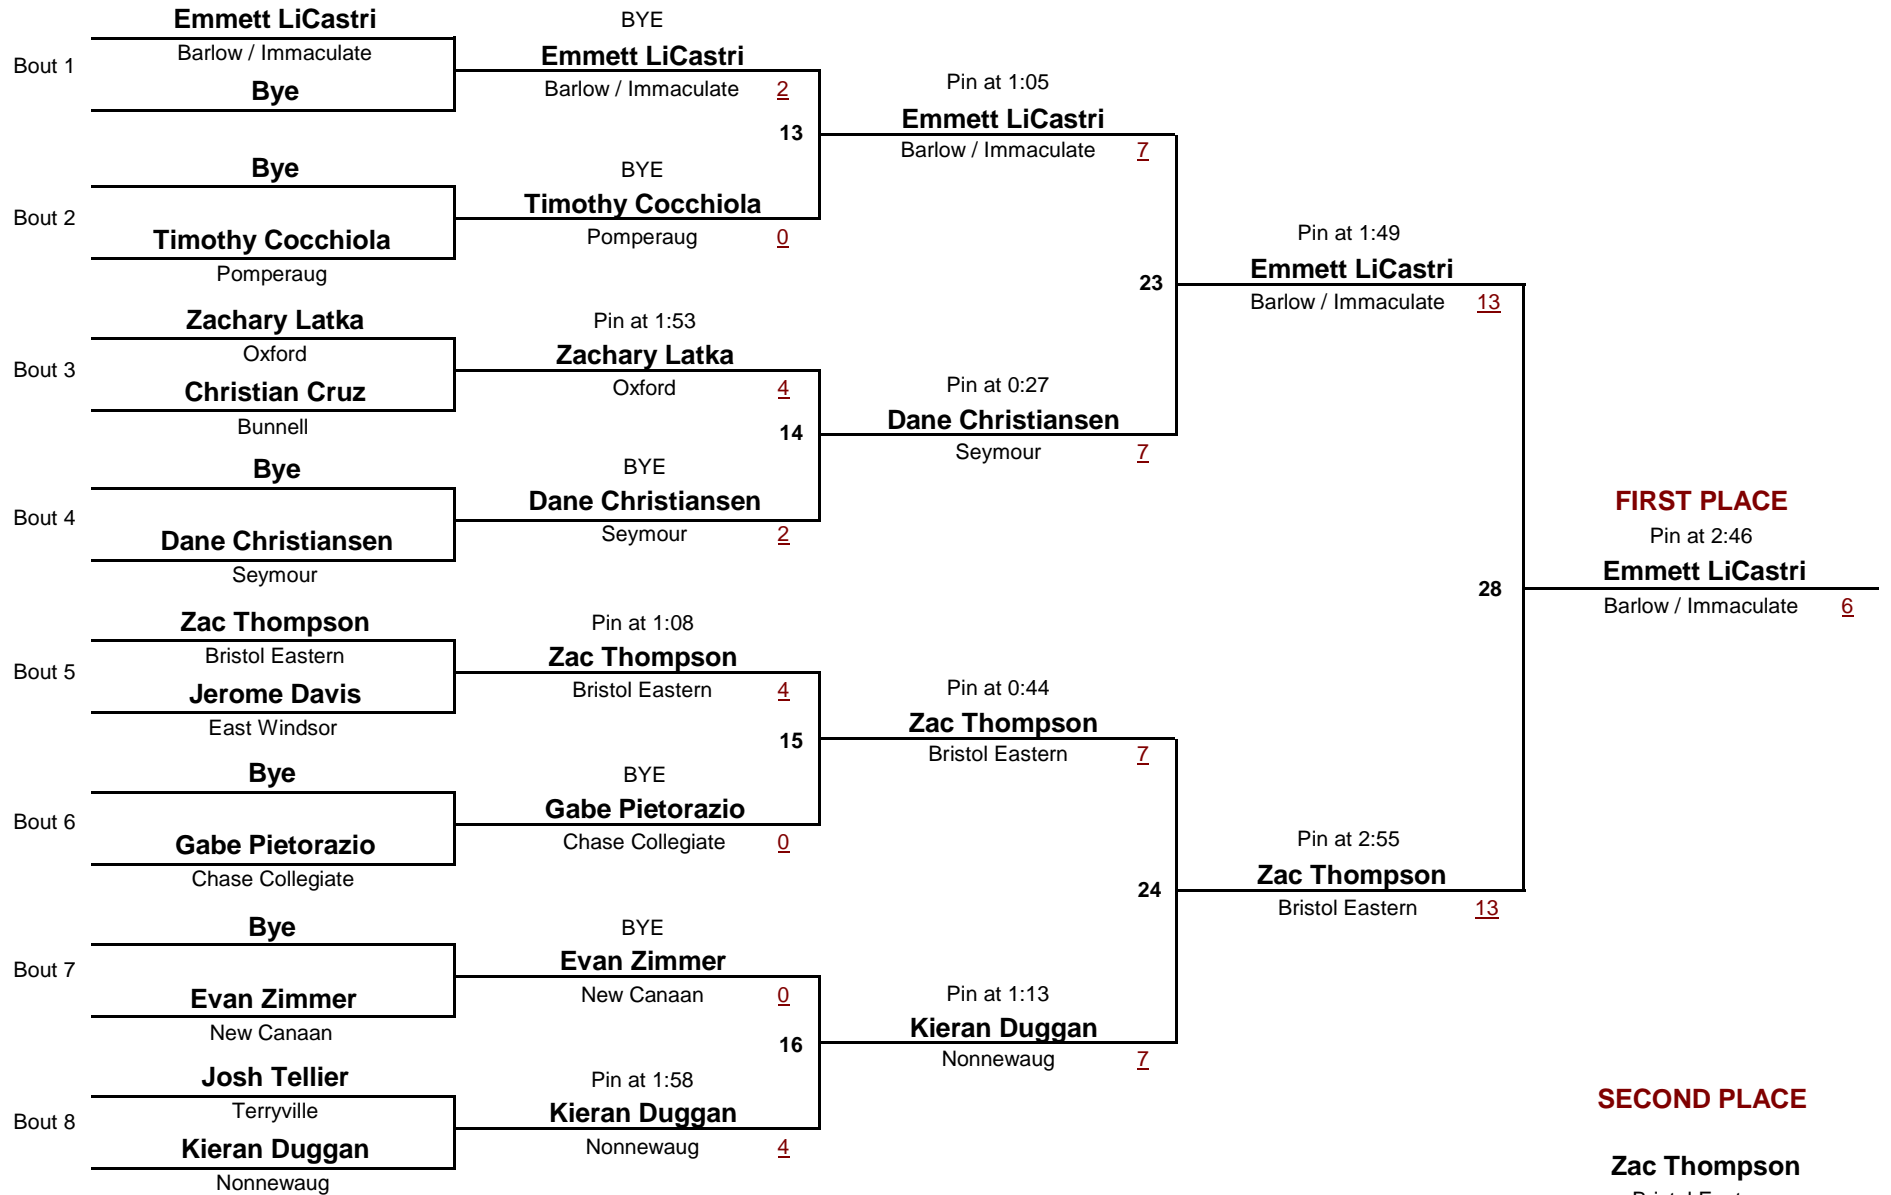 Emmett LiCastri
Barlow / Immaculate
Bout 1
Bye
Bye
Bout 2
Timothy Cocchiola
Pomperaug
Zachary Latka
Oxford
Bout 3
Christian Cruz
Bunnell
Bye
Bout 4
Dane Christiansen
Seymour
Zac Thompson
Bristol Eastern
Bout 5
Jerome Davis
East Windsor
Bye
Bout 6
Gabe Pietorazio
Chase Collegiate
Bye
Bout 7
Evan Zimmer
New Canaan
Josh Tellier
Terryville
Bout 8
Kieran Duggan
Nonnewaug
BYE
Emmett LiCastri
Barlow / Immaculate 2
13
BYE
Timothy Cocchiola
Pomperaug 0
Pin at 1:53
Zachary Latka
Oxford 4
14
BYE
Dane Christiansen
Seymour 2
Pin at 1:08
Zac Thompson
Bristol Eastern 4
15
BYE
Gabe Pietorazio
Chase Collegiate 0
BYE
Evan Zimmer
New Canaan 0
16
Pin at 1:58
Kieran Duggan
Nonnewaug 4
Pin at 1:05
Emmett LiCastri
Barlow / Immaculate 7
23
Pin at 0:27
Dane Christiansen
Seymour 7
Pin at 0:44
Zac Thompson
Bristol Eastern 7
24
Pin at 1:13
Kieran Duggan
Nonnewaug 7
Pin at 1:49
Emmett LiCastri
Barlow / Immaculate 13
28
Pin at 2:55
Zac Thompson
Bristol Eastern 13
FIRST PLACE
Pin at 2:46
Emmett LiCastri
Barlow / Immaculate 6
SECOND PLACE
Zac Thompson